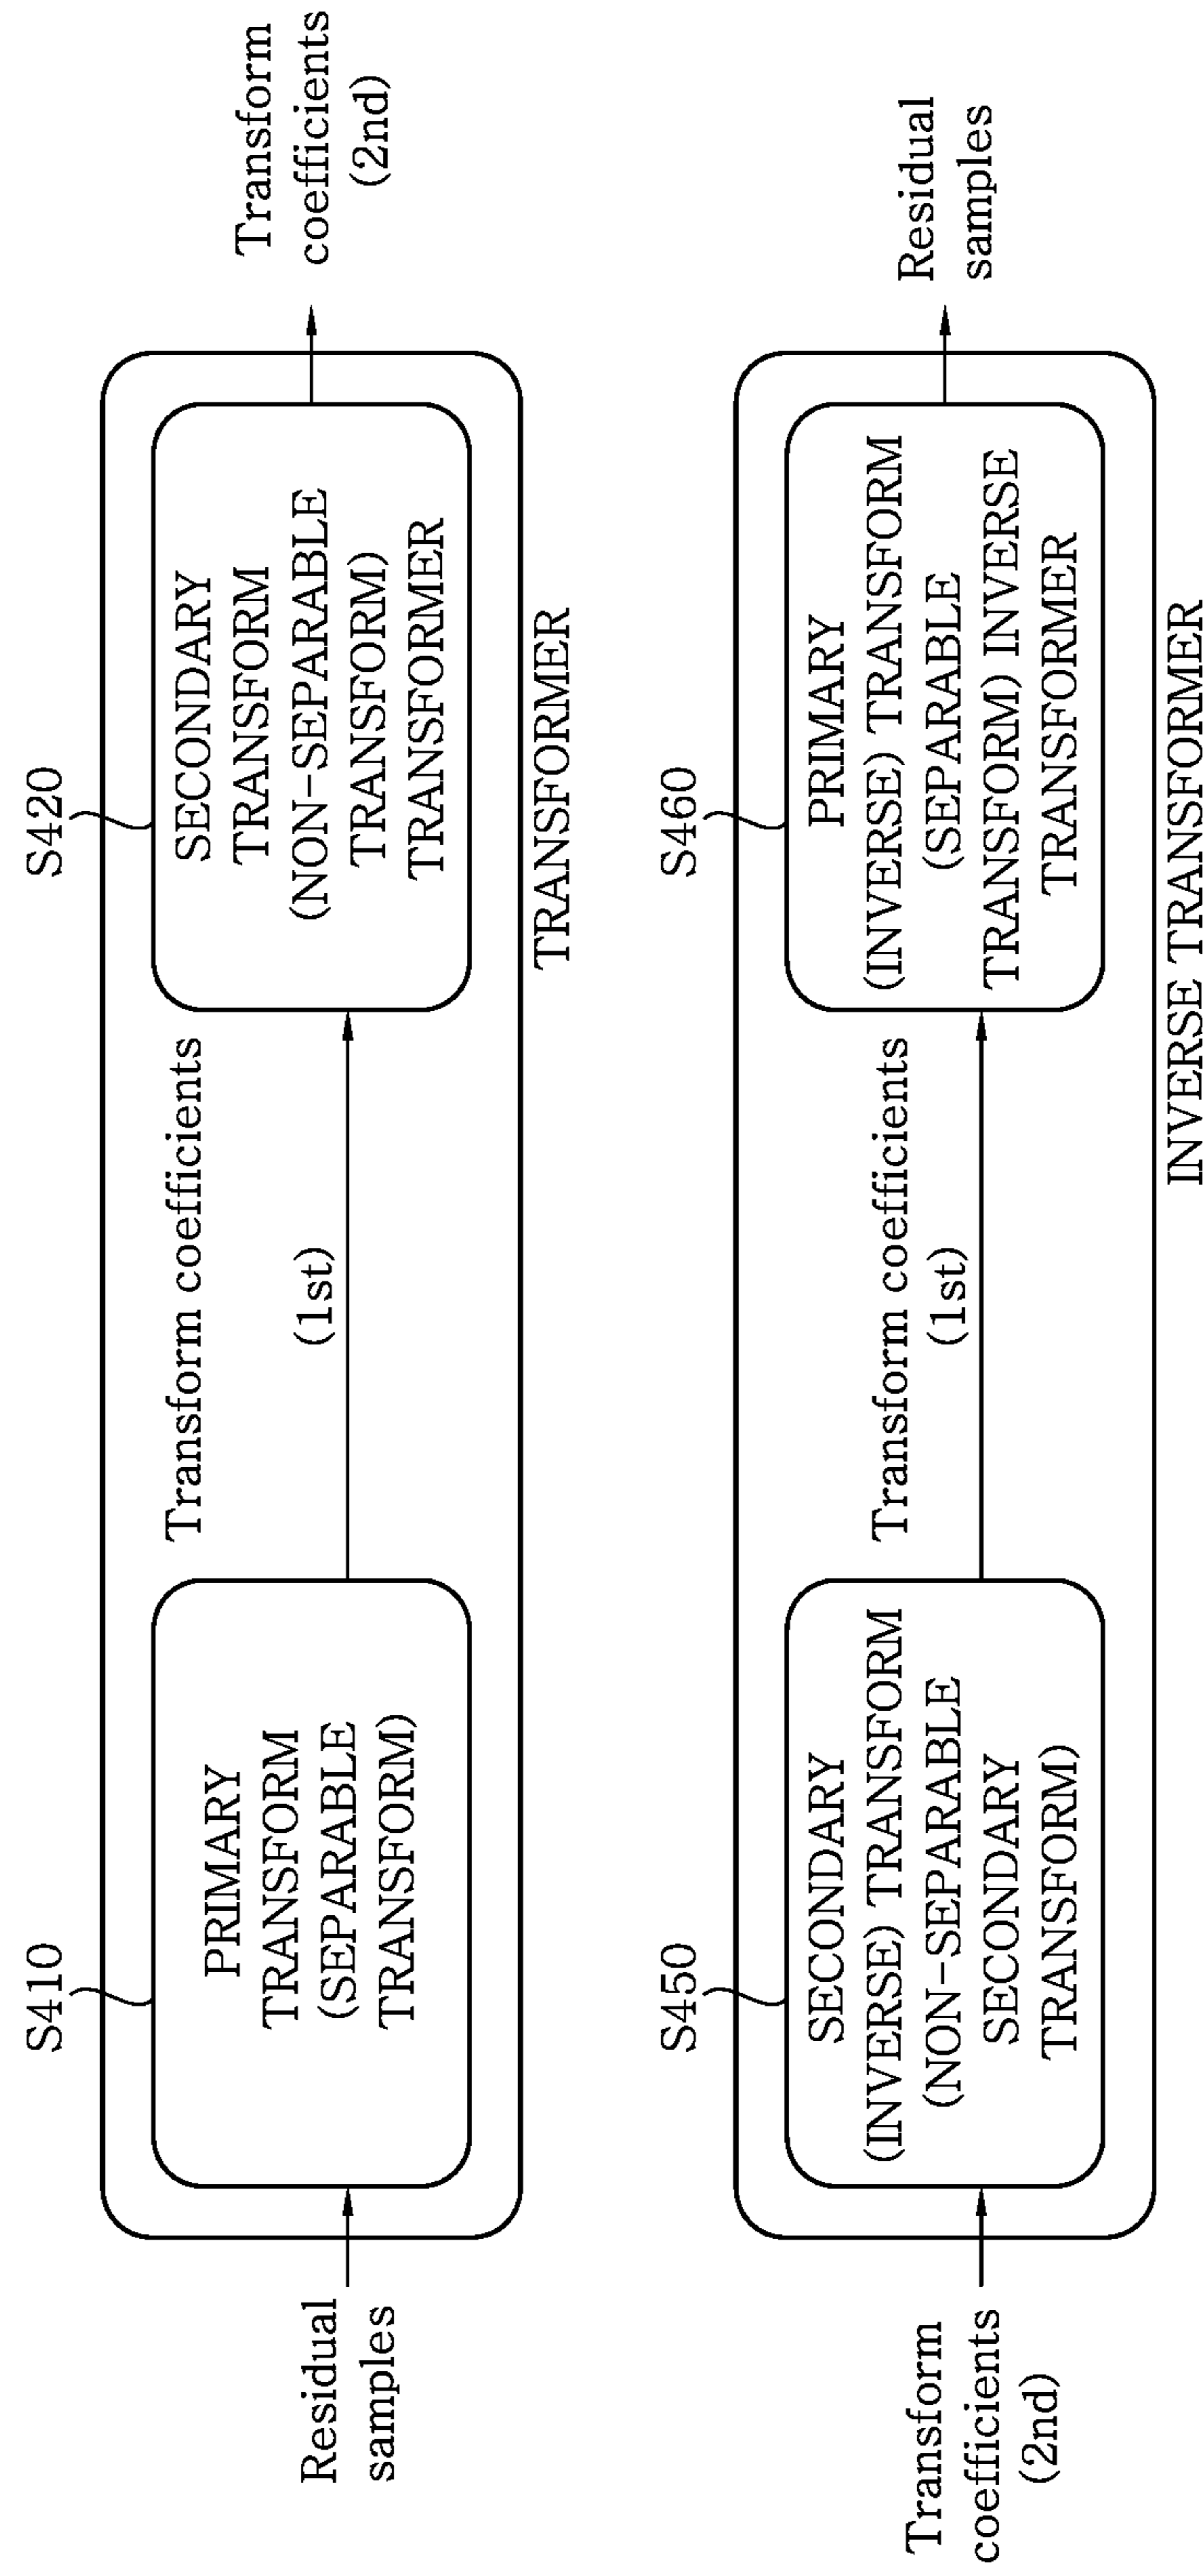 S410
S420
Residual
samples
PRIMARY
TRANSFORM
(SEPARABLE
TRANSFORM)
Transform coefficients
(1st)
SECONDARY
TRANSFORM
(NON-SEPARABLE
TRANSFORM)
TRANSFORMER
Transform
coefficients
(2nd)
TRANSFORMER
S450
S460
Transform
coefficients
(2nd)
SECONDARY
(INVERSE) TRANSFORM
(NON-SEPARABLE
SECONDARY
TRANSFORM)
Transform coefficients
(1st)
PRIMARY
(INVERSE) TRANSFORM
(SEPARABLE
TRANSFORM) INVERSE
TRANSFORMER
Residual
samples
INVERSE TRANSFORMER